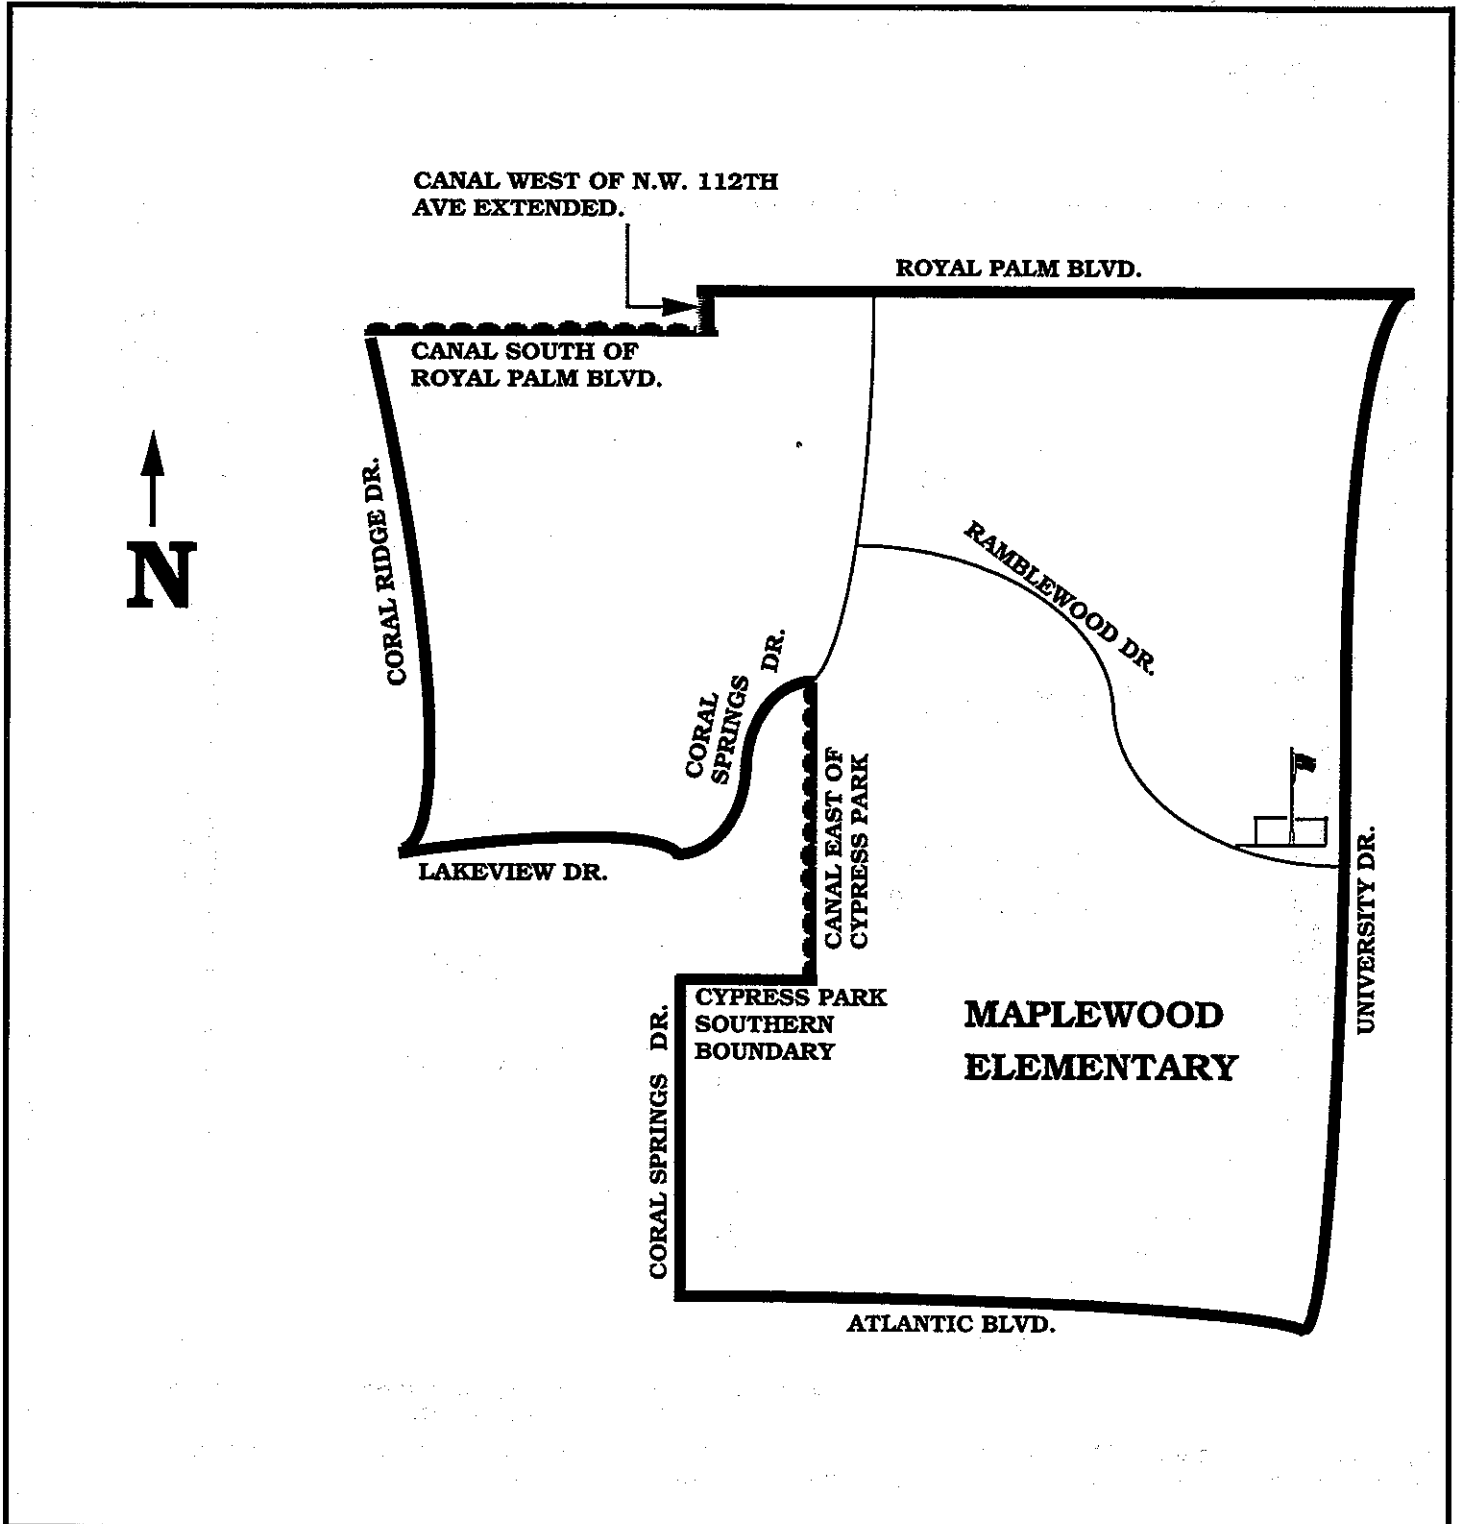 CANAL WEST OF N.W. 112TH
AVE EXTENDED.
ROYAL PALM BLVD.
CANAL SOUTH OF
ROYAL PALM BLVD.
N
CORAL RIDGE DR.
RAMBLEWOOD DR.
CORAL
SPRINGS DR.
CANAL EAST OF
CYPRESS PARK
UNIVERSITY DR.
LAKEVIEW DR.
CYPRESS PARK
SOUTHERN
BOUNDARY
MAPLEWOOD
ELEMENTARY
CORAL SPRINGS DR.
ATLANTIC BLVD.